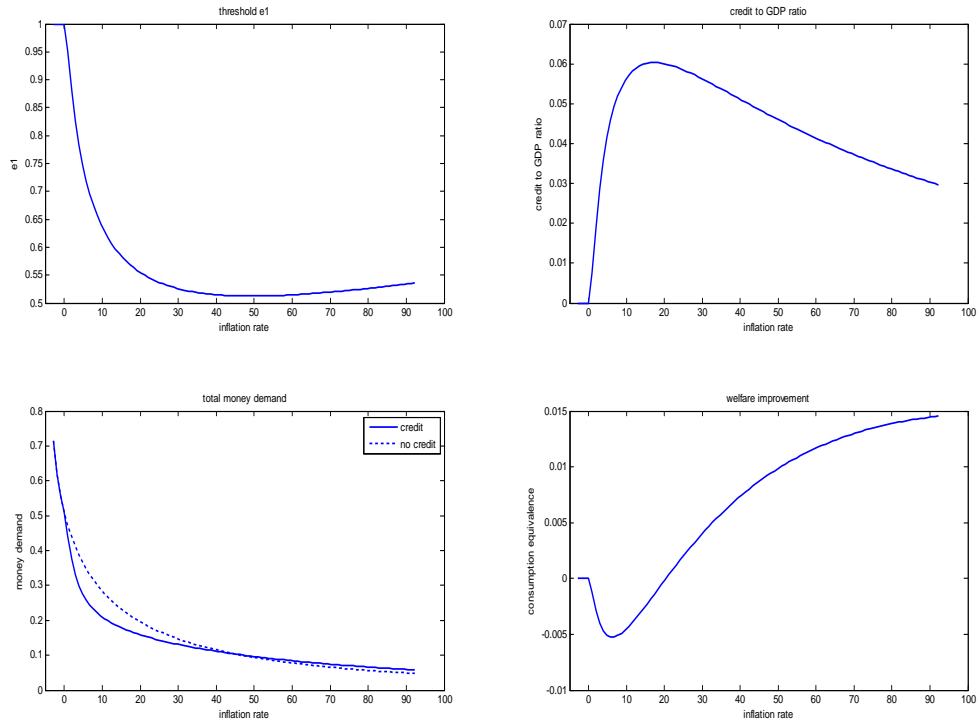 threshold e1
1
0.95
0.9
0.85
0.8
0.75
0.7
0.65
0.6
0.55
0.5
e1
0 10 20 30 40 50 60 70 80 90 100
inflation rate
credit to GDP ratio
0.07
0.06
0.05
0.04
0.03
0.02
0.01
0
credit to GDP ratio
0 10 20 30 40 50 60 70 80 90 100
inflation rate
total money demand
0.8
0.7
0.6
0.5
0.4
0.3
0.2
0.1
0
money demand
credit
no credit
0 10 20 30 40 50 60 70 80 90 100
inflation rate
welfare improvement
0.015
0.01
0.005
0
-0.005
-0.01
consumption equivalence
0 10 20 30 40 50 60 70 80 90 100
inflation rate